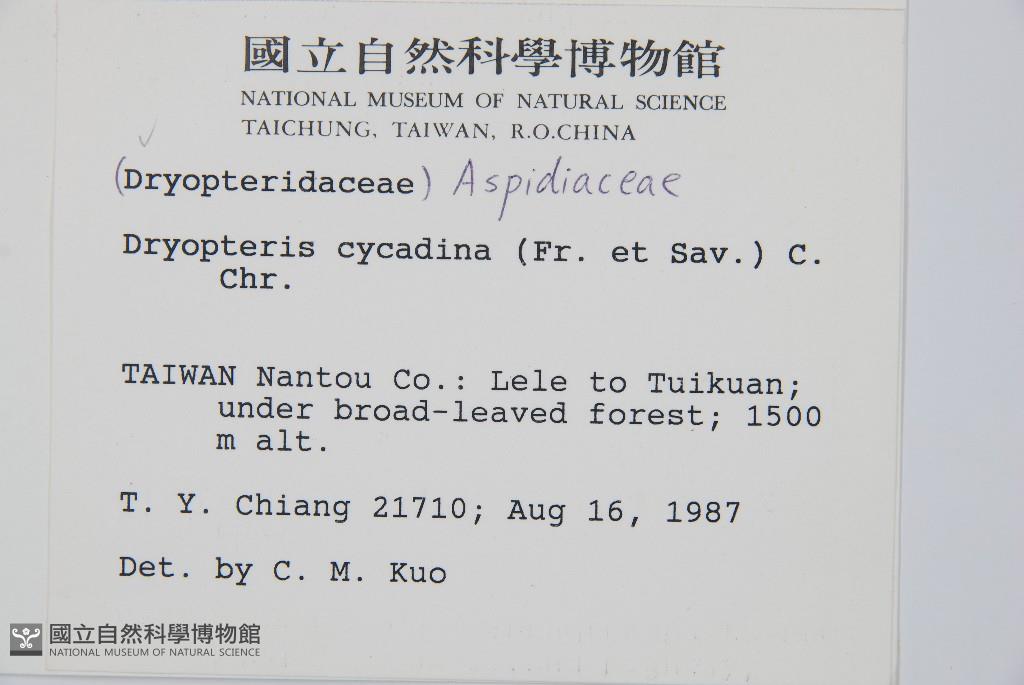 國立自然科學博物館
NATIONAL MUSEUM OF NATURAL SCIENCE
TAICHUNG, TAIWAN, R.O.CHINA
(Dryopteridaceae) Aspidiaceae
Dryopteris cycadina (Fr. et Sav.) C.
Chr.
TAIWAN Nantou Co.: Lele to Tuikuan;
under broad-leaved forest; 1500
m alt.
T. Y. Chiang 21710; Aug 16, 1987
Det. by C. M. Kuo
國立自然科學博物館
NATIONAL MUSEUM OF NATURAL SCIENCE